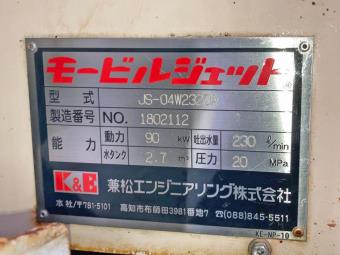 モービルジェット
型式 JS-04W2320
製造番号 NO. 1802112
能力 動力 90 kW 吐出水量 230 ℓ/min
水タンク 2.7 m³ 圧力 20 MPa
K&E 兼松エンジニアリング株式会社
本社/〒781-5101 高知市布師田3981番地7 ☎(088)845-5511
KE-NP-10